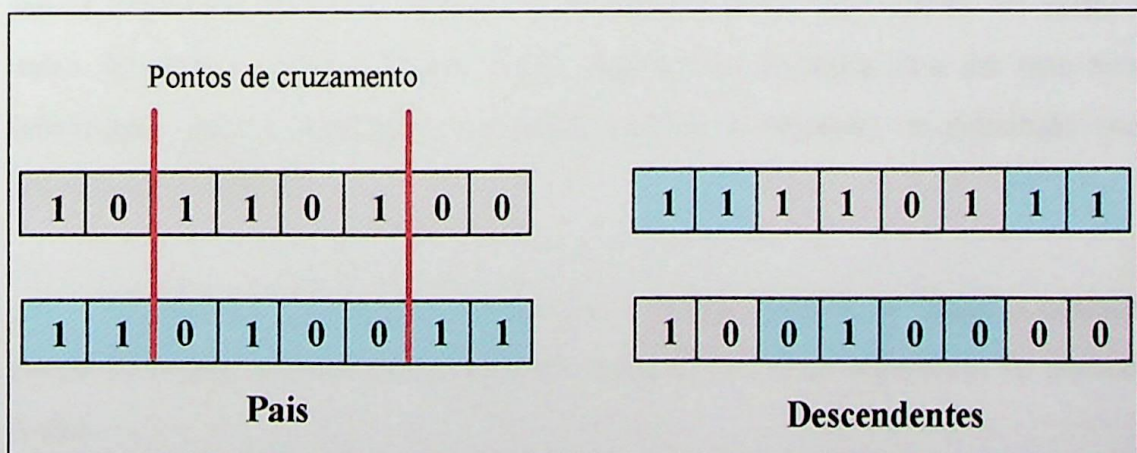 Pontos de cruzamento
1 0 1 1 0 1 0 0
1 1 1 1 0 1 1 1
1 1 0 1 0 0 1 1
1 0 0 1 0 0 0 0
Pais
Descendentes